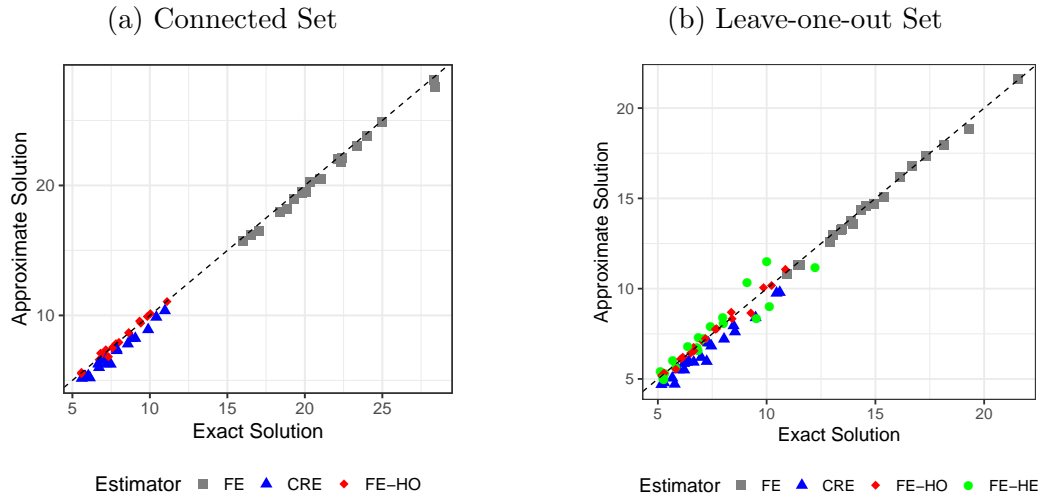 (a) Connected Set
Approximate Solution
20
10
5
10
15
20
25
Exact Solution
Estimator FE CRE FE−HO
(b) Leave-one-out Set
Approximate Solution
20
15
10
5
5
10
15
20
Exact Solution
Estimator FE CRE FE−HO FE−HE